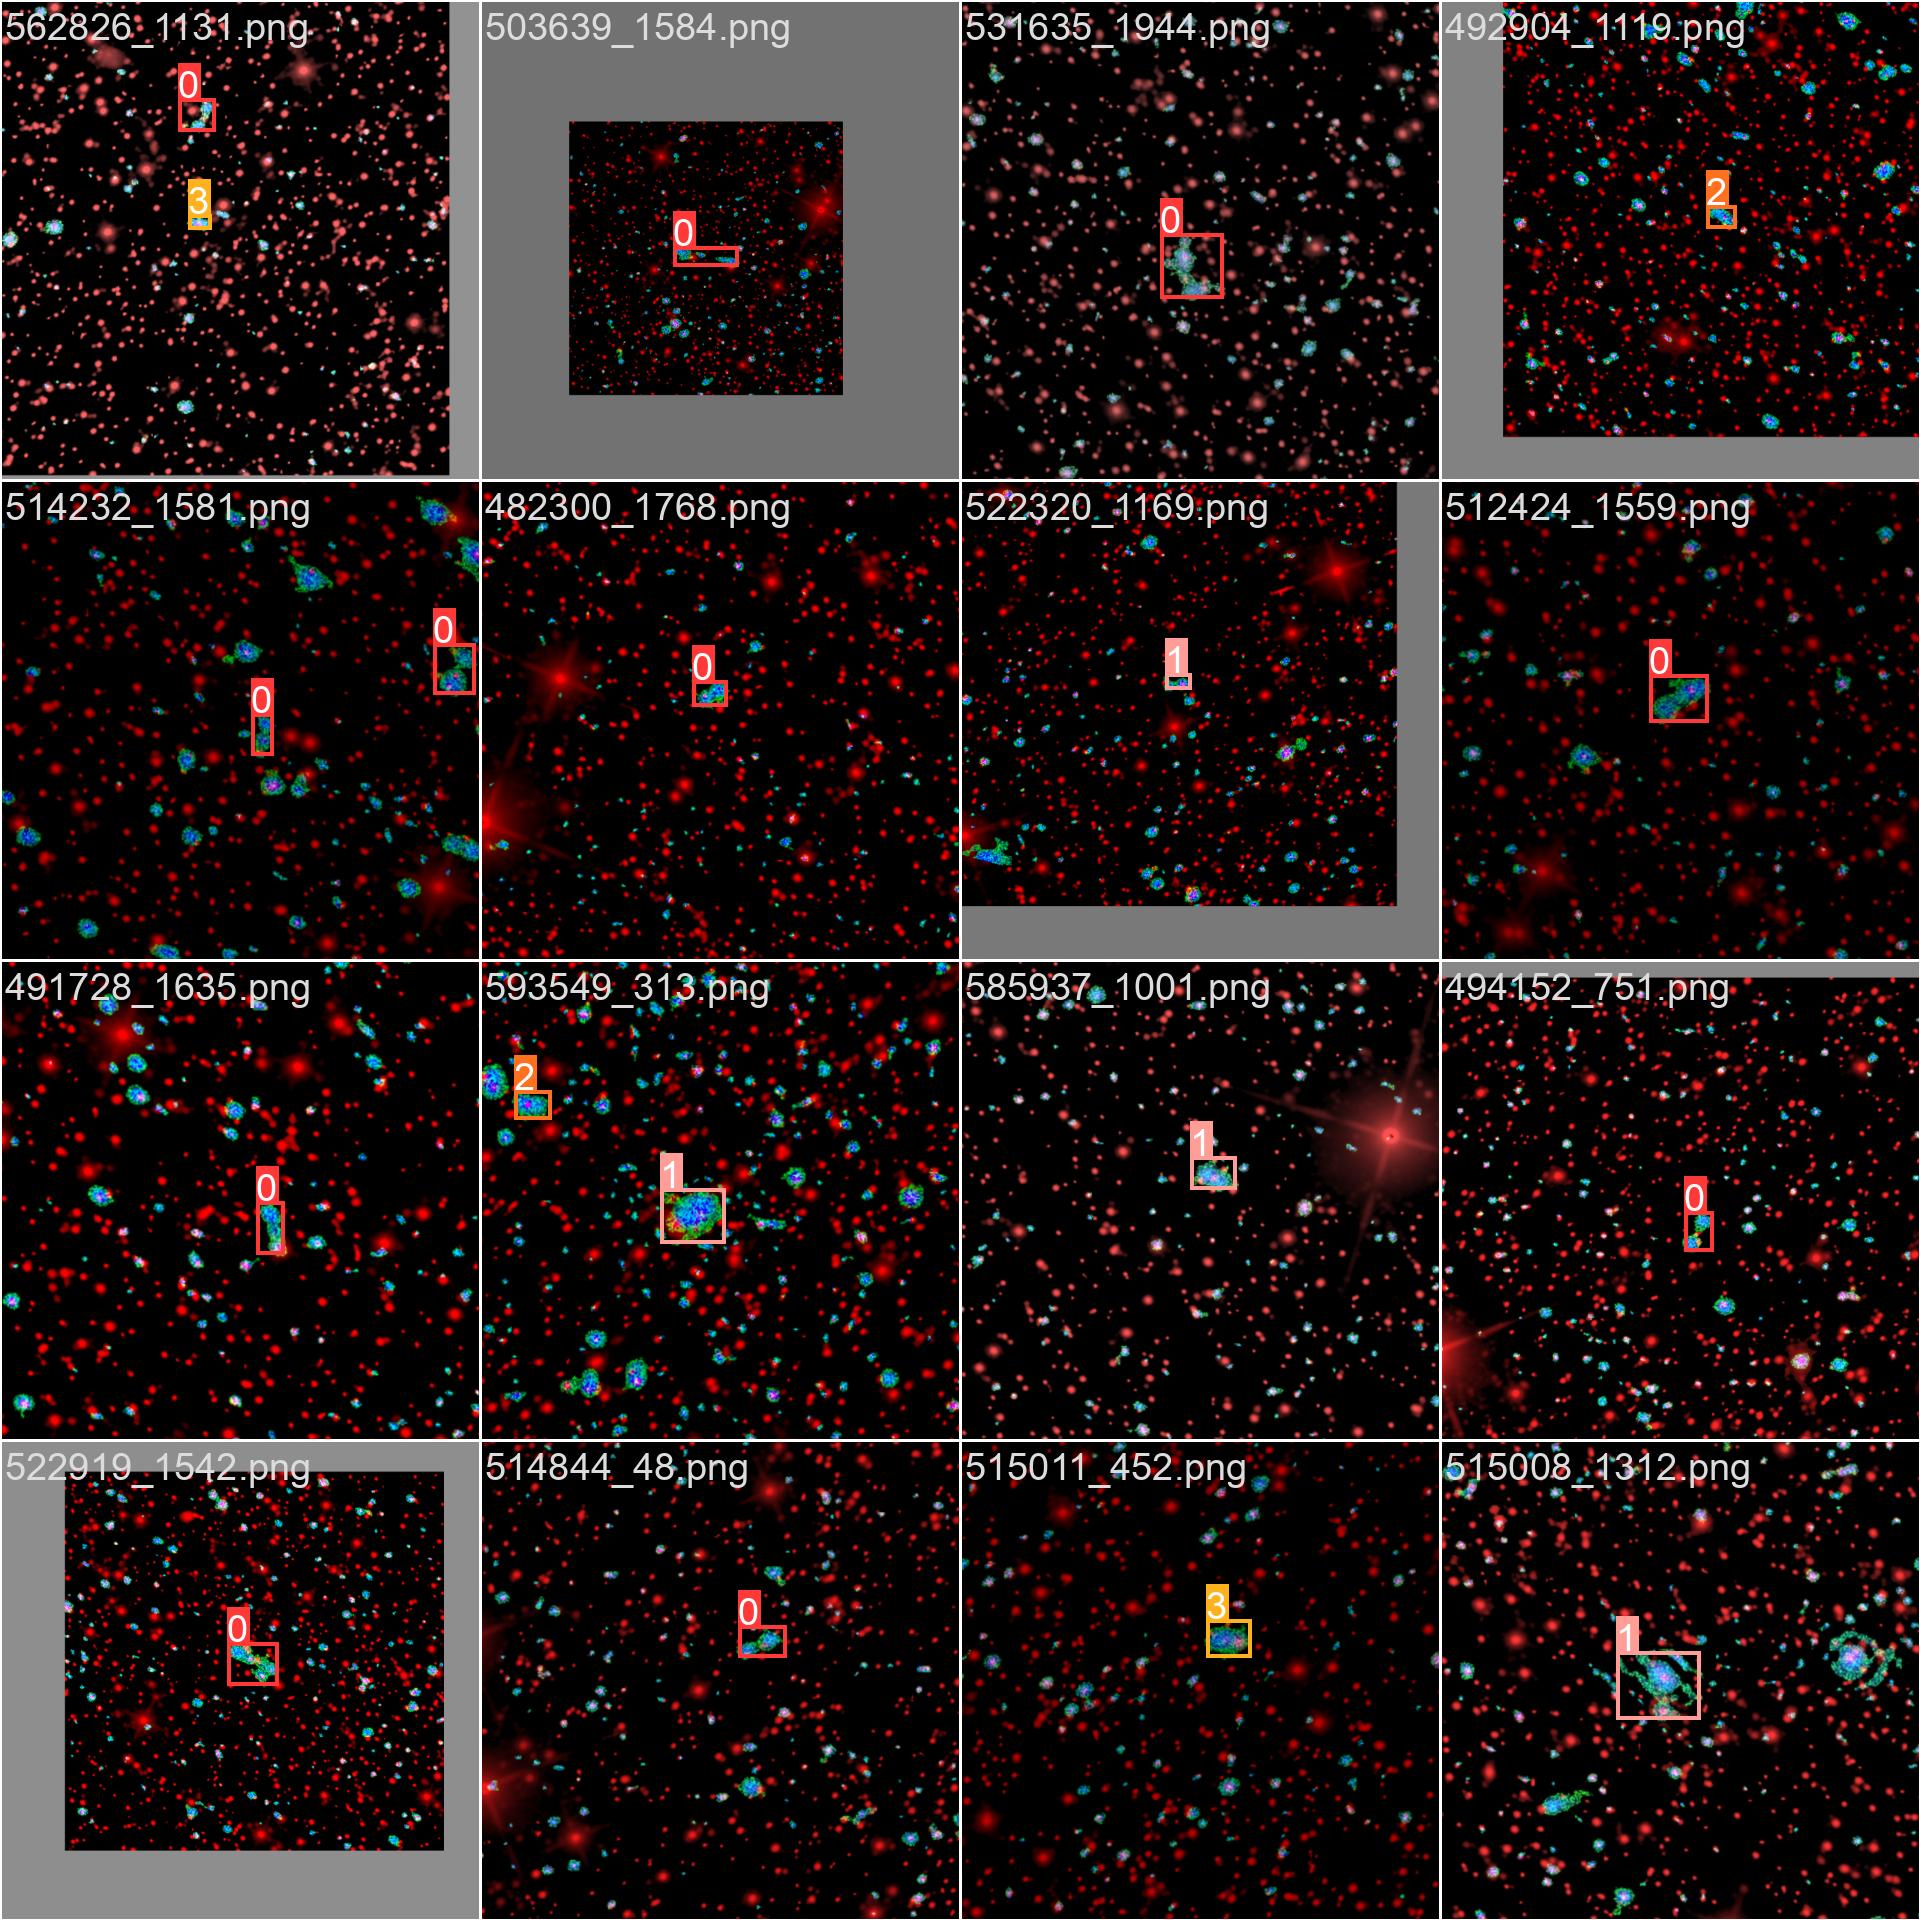 562826_1131.png
503639_1584.png
531635_1944.png
492904_1119.png
0
3
0
0
2
514232_1581.png
482300_1768.png
522320_1169.png
512424_1559.png
0
0
0
1
0
491728_1635.png
593549_313.png
585937_1001.png
494152_751.png
0
2
1
1
0
522919_1542.png
514844_48.png
515011_452.png
515008_1312.png
0
0
3
1